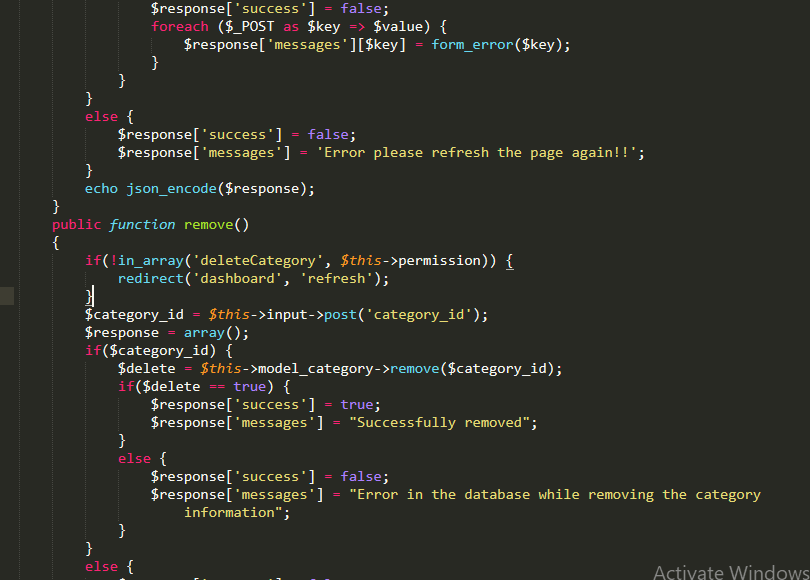 $response['success'] = false;
foreach ($_POST as $key => $value) {
$response['messages'][$key] = form_error($key);
}
}
}
else {
$response['success'] = false;
$response['messages'] = 'Error please refresh the page again!!';
}
echo json_encode($response);
}
public function remove()
{
if(!in_array('deleteCategory', $this->permission)) {
redirect('dashboard', 'refresh');
}
$category_id = $this->input->post('category_id');
$response = array();
if($category_id) {
$delete = $this->model_category->remove($category_id);
if($delete == true) {
$response['success'] = true;
$response['messages'] = "Successfully removed";
}
else {
$response['success'] = false;
$response['messages'] = "Error in the database while removing the category
information";
}
}
else {
Activate Windows